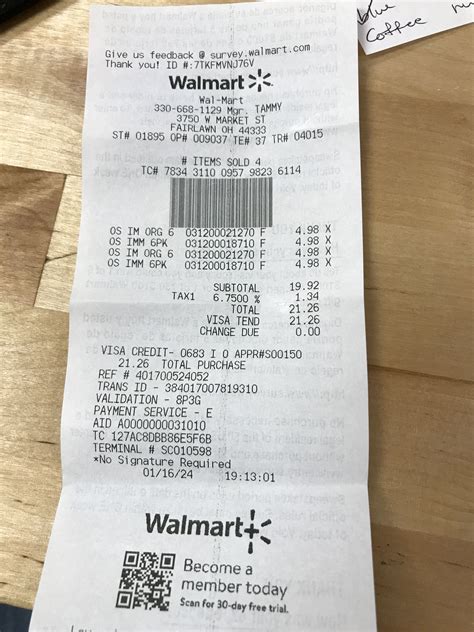 blue
Coffee
Give us feedback @ survey.walmart.com
Thank you! ID #:7TKFMVNJ76V
Walmart
Wal-Mart
330-668-1129 Mgr. TAMMY
3750 W MARKET ST
FAIRLAWN OH 44333
ST# 01895 OP# 009037 TE# 37 TR# 04015
# ITEMS SOLD 4
TC# 7834 3110 0957 9823 6114
OS IM ORG 6 031200021270 F 4.98 X
OS IMM 6PK 031200018710 F 4.98 X
OS IM ORG 6 031200021270 F 4.98 X
OS IMM 6PK 031200018710 F 4.98 X
SUBTOTAL 19.92
TAX1 6.7500 % 1.34
TOTAL 21.26
VISA TEND 21.26
CHANGE DUE 0.00
VISA CREDIT- 0683 I 0 APPR#S00150
21.26 TOTAL PURCHASE
REF # 401700524052
TRANS ID - 384017007819310
VALIDATION - 8P3G
PAYMENT SERVICE - E
AID A0000000031010
TC 127AC8DBB86E5F6B
TERMINAL # SC010598
*No Signature Required
01/16/24 19:13:01
Walmart+
Become a
member today
Scan for 30-day free trial.